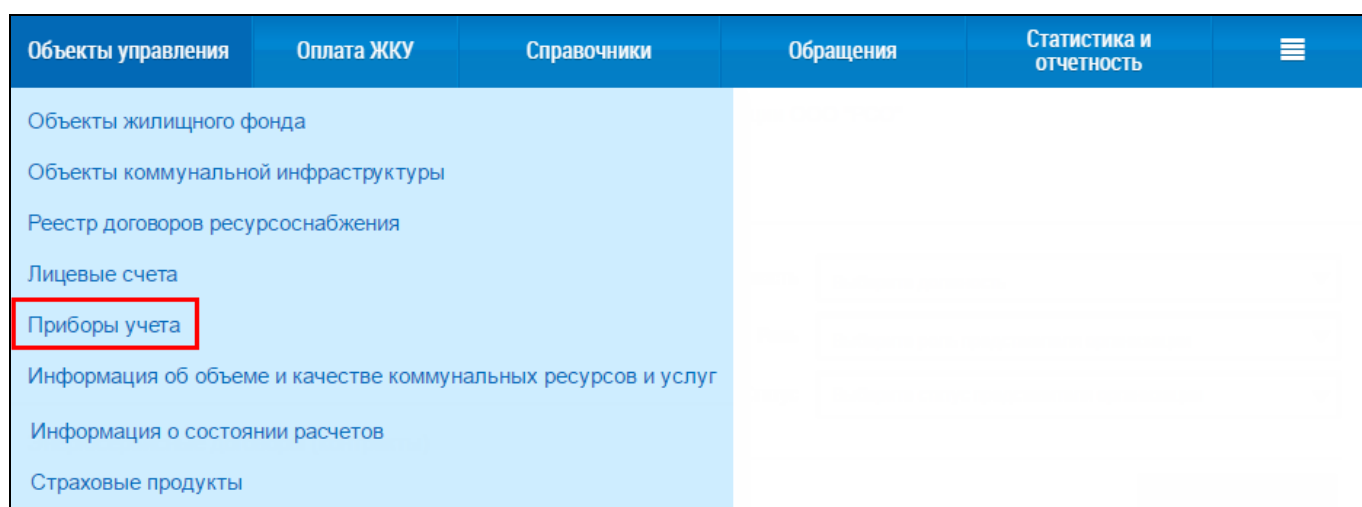 Объекты управления
Оплата ЖКУ
Справочники
Обращения
Статистика и
отчетность
Объекты жилищного фонда
Объекты коммунальной инфраструктуры
Реестр договоров ресурсоснабжения
Лицевые счета
Приборы учета
Информация об объеме и качестве коммунальных ресурсов и услуг
Информация о состоянии расчетов
Страховые продукты